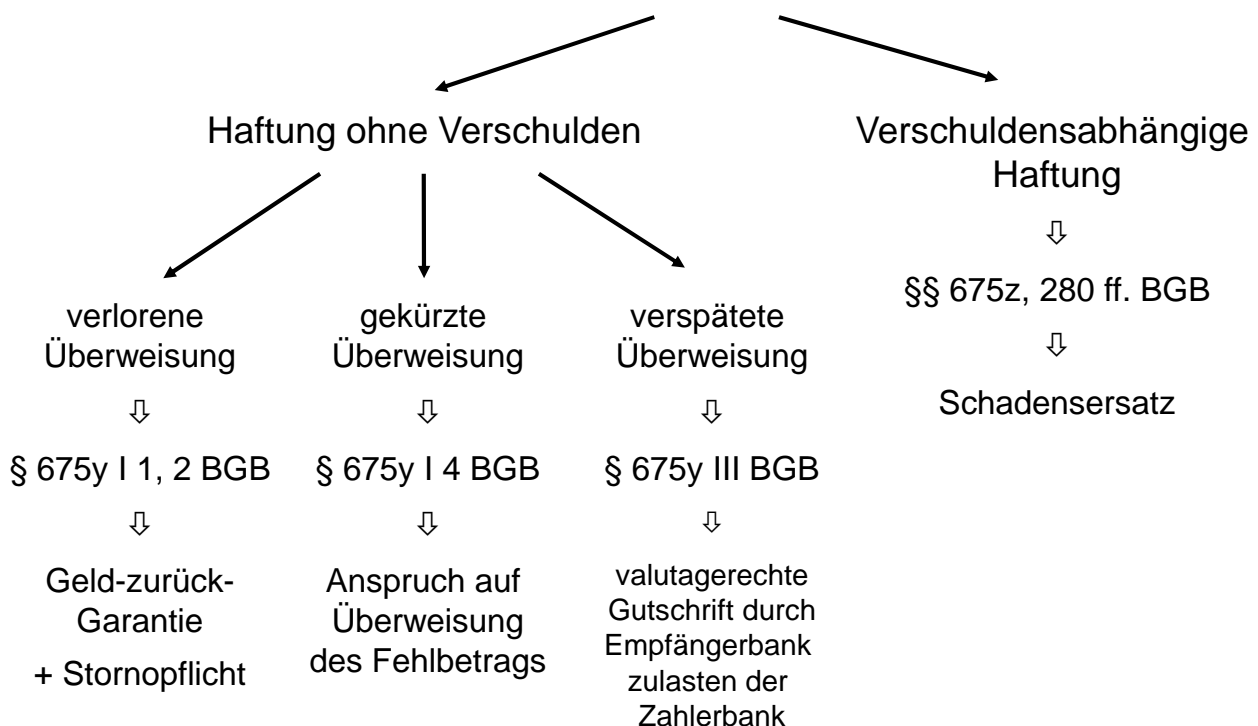 Haftung ohne Verschulden
Verschuldensabhängige
Haftung
⇩
§§ 675z, 280 ff. BGB
⇩
Schadensersatz
verlorene
Überweisung
⇩
§ 675y I 1, 2 BGB
⇩
Geld-zurück-
Garantie
+ Stornopflicht
gekürzte
Überweisung
⇩
§ 675y I 4 BGB
⇩
Anspruch auf
Überweisung
des Fehlbetrags
verspätete
Überweisung
⇩
§ 675y III BGB
⇩
valutagerechte
Gutschrift durch
Empfängerbank
zulasten der
Zahlerbank